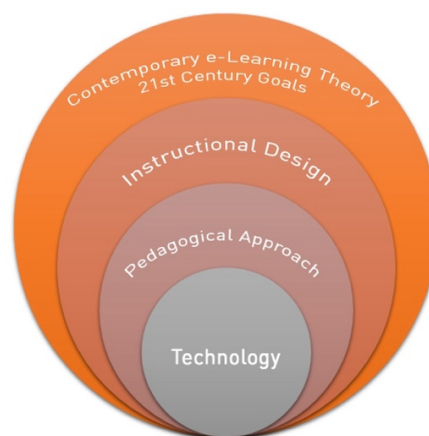 Contemporary e-Learning Theory
21st Century Goals
Instructional Design
Pedagogical Approach
Technology